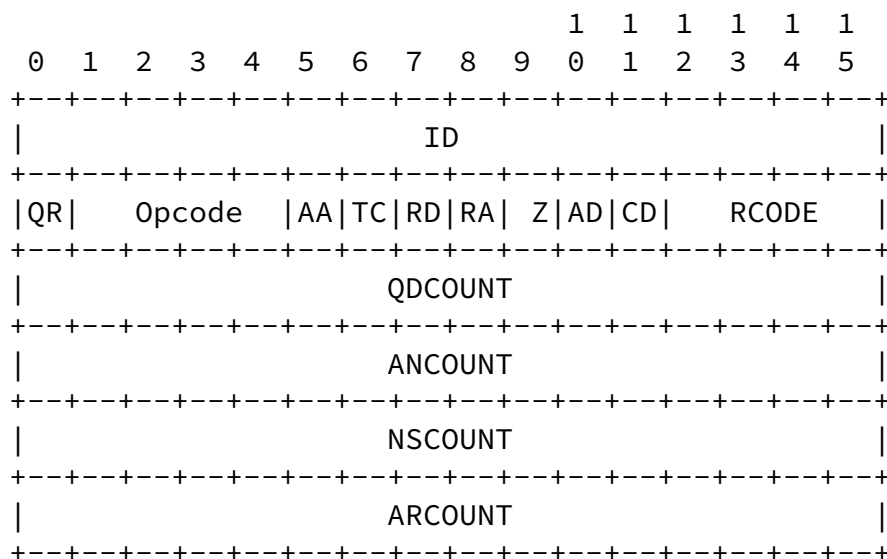 1  1  1  1  1  1
 0  1  2  3  4  5  6  7  8  9  0  1  2  3  4  5
+--+--+--+--+--+--+--+--+--+--+--+--+--+--+--+--+
|                      ID                       |
+--+--+--+--+--+--+--+--+--+--+--+--+--+--+--+--+
|QR|   Opcode  |AA|TC|RD|RA| Z|AD|CD|   RCODE   |
+--+--+--+--+--+--+--+--+--+--+--+--+--+--+--+--+
|                    QDCOUNT                    |
+--+--+--+--+--+--+--+--+--+--+--+--+--+--+--+--+
|                    ANCOUNT                    |
+--+--+--+--+--+--+--+--+--+--+--+--+--+--+--+--+
|                    NSCOUNT                    |
+--+--+--+--+--+--+--+--+--+--+--+--+--+--+--+--+
|                    ARCOUNT                    |
+--+--+--+--+--+--+--+--+--+--+--+--+--+--+--+--+